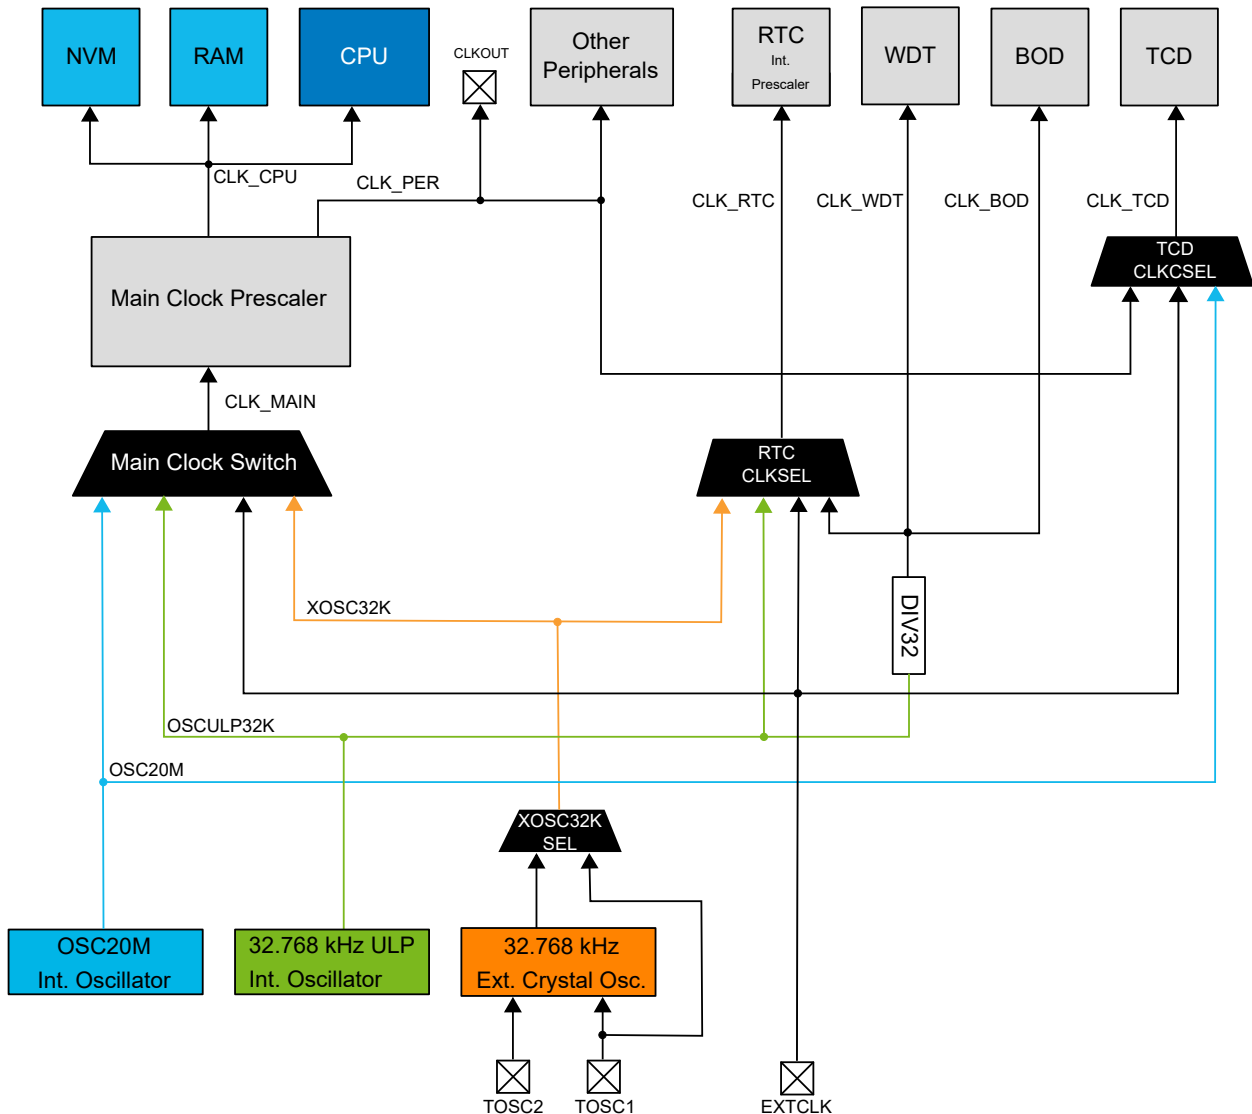 NVM
RAM
CPU
CLKOUT
Other
Peripherals
RTC
Int.
Prescaler
WDT
BOD
TCD
CLK_CPU
CLK_PER
CLK_RTC
CLK_WDT
CLK_BOD
CLK_TCD
Main Clock Prescaler
TCD
CLKCSEL
CLK_MAIN
Main Clock Switch
RTC
CLKSEL
XOSC32K
DIV32
OSCULP32K
OSC20M
XOSC32K
SEL
OSC20M
Int. Oscillator
32.768 kHz ULP
Int. Oscillator
32.768 kHz
Ext. Crystal Osc.
TOSC2
TOSC1
EXTCLK